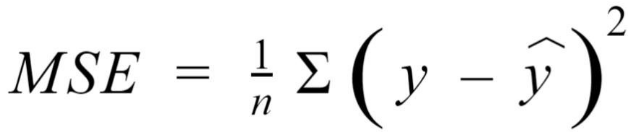 MSE = 1/n Σ ( y − ŷ )²